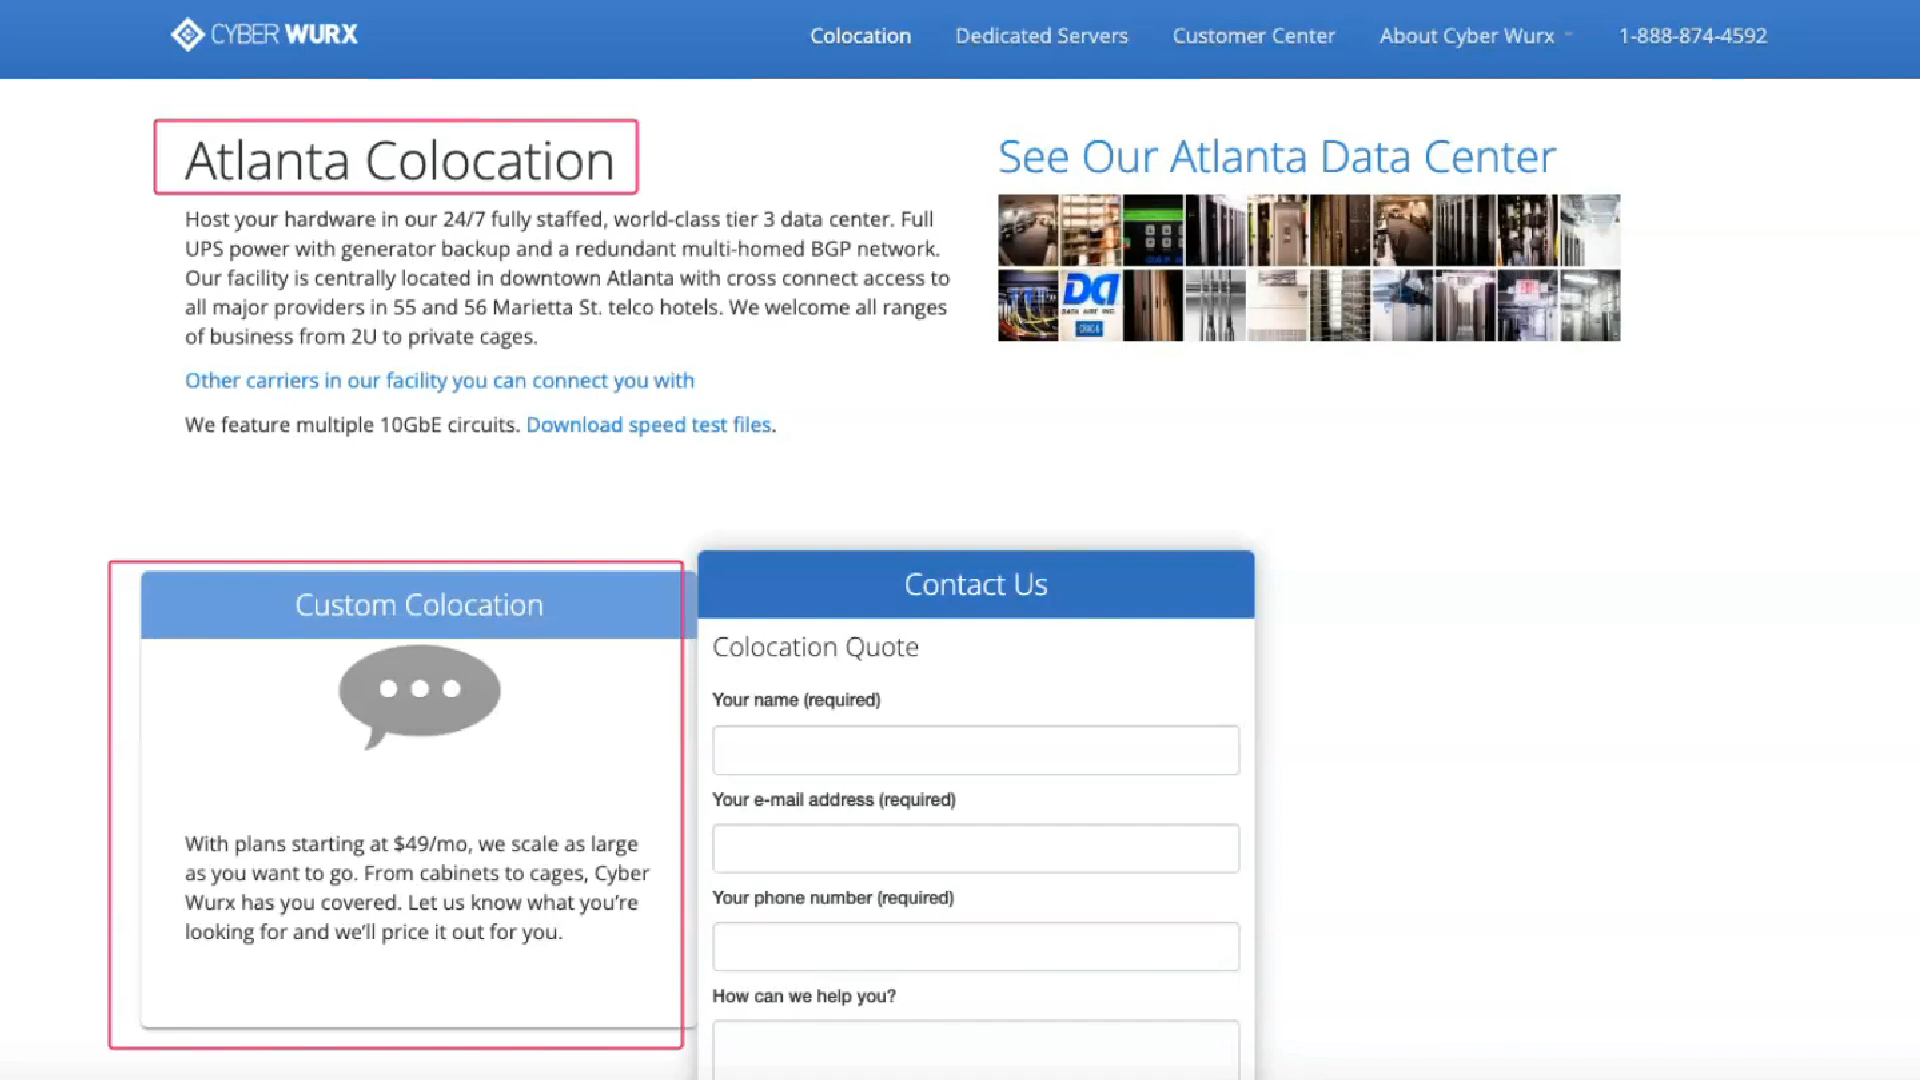 CYBER WURX
Colocation
Dedicated Servers
Customer Center
About Cyber Wurx
1-888-874-4592
Atlanta Colocation
Host your hardware in our 24/7 fully staffed, world-class tier 3 data center. Full
UPS power with generator backup and a redundant multi-homed BGP network.
Our facility is centrally located in downtown Atlanta with cross connect access to
all major providers in 55 and 56 Marietta St. telco hotels. We welcome all ranges
of business from 2U to private cages.
Other carriers in our facility you can connect you with
We feature multiple 10GbE circuits. Download speed test files.
See Our Atlanta Data Center
DATA AIRE INC.
Custom Colocation
With plans starting at $49/mo, we scale as large
as you want to go. From cabinets to cages, Cyber
Wurx has you covered. Let us know what you’re
looking for and we’ll price it out for you.
Contact Us
Colocation Quote
Your name (required)
Your e-mail address (required)
Your phone number (required)
How can we help you?